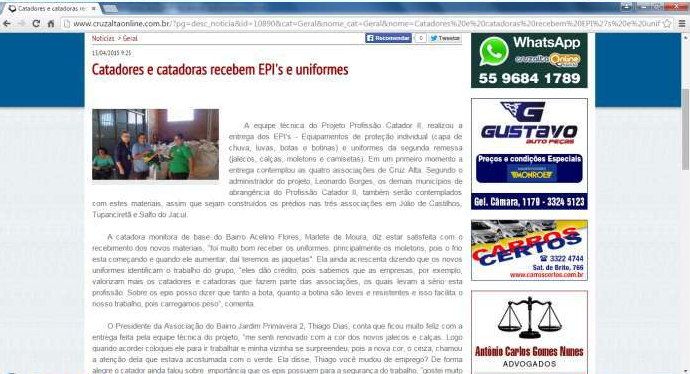 Catadores e catadoras re
www.cruzaltaonline.com.br/?pg=desc_noticia&id=10890&cat=Geral&nome_cat=Geral&nome=Catadores%20e%20catadoras%20recebem%20EPI%27s%20e%20unif
Notícias > Geral
Recomendar 0 Tweetar
13/04/2015 9:25
Catadores e catadoras recebem EPI's e uniformes
A equipe técnica do Projeto Profissão Catador II, realizou a
entrega dos EPI's - Equipamentos de proteção individual (capa de
chuva, luvas, botas e botinas) e uniformes da segunda remessa
(jalecos, calças, moletons e camisetas). Em um primeiro momento a
entrega contemplou as quatro associações de Cruz Alta. Segundo o
administrador do projeto, Leonardo Borges, os demais municípios de
abrangência do Profissão Catador II, também serão contemplados
com estes materiais, assim que sejam construídos os prédios nas três associações em Júlio de Castilhos,
Tupanciretã e Salto do Jacuí.
A catadora monitora de base do Bairro Acelino Flores, Marlete de Moura, diz estar satisfeita com o
recebimento dos novos materiais, "foi muito bom receber os uniformes, principalmente os moletons, pois o frio
esta começando e quando ele aumentar, daí teremos as jaquetas". Ela ainda acrescenta dizendo que os novos
uniformes identificam o trabalho do grupo, "eles dão crédito, pois sabemos que as empresas, por exemplo,
valorizam mais os catadores e catadoras que fazem parte das associações, os quais levam a sério esta
profissão. Sobre os epis posso dizer que tanto a bota, quanto a botina são leves e resistentes e isso facilita o
nosso trabalho, pois carregamos peso", comenta.
O Presidente da Associação do Bairro Jardim Primavera 2, Thiago Dias, conta que ficou muito feliz com a
entrega feita pela equipe técnica do projeto, "me senti renovado com a cor dos novos jalecos e calças. Logo
quando acordei coloques ele para ir trabalhar e minha vizinha se surpreendeu, pois a nova cor, o cinza, chamou
a atenção dela que estava acostumada com o verde. Ela disse, Thiago você mudou de emprego? De forma
alegre o catador ainda falou sobre importância que os epis possuem para a segurança do trabalho, "gostei muito
WhatsApp
cruzalta Online
55 9684 1789
GUSTAVO
AUTO PEÇAS
Preços e condições Especiais
MONROE
Gel. Câmara, 1179 - 3324 5123
CARROS
CERTOS
3322 4744
Sat. de Brito, 766
www.carroscertos.com.br
Antônio Carlos Gomes Nunes
ADVOGADOS